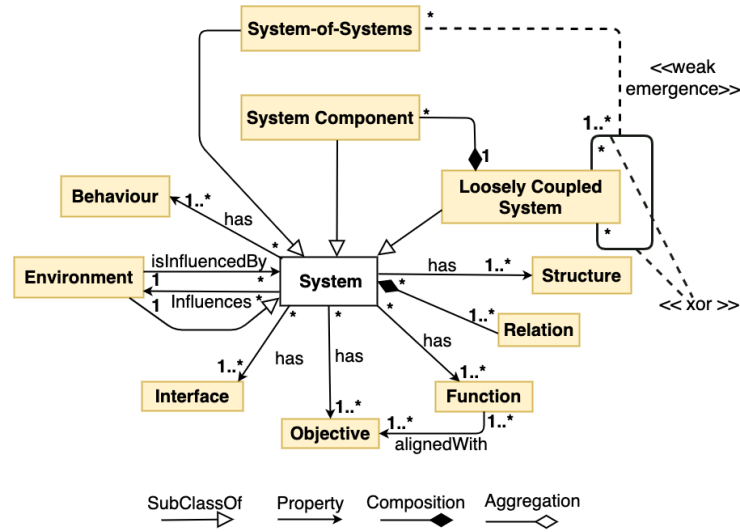 System-of-Systems
*
<<weak
emergence>>
System Component
*
1..*
*
1
Loosely Coupled
System
*
Behaviour
1..*
has
*
isInfluencedBy
Environment
1
*
Influences
*
1
System
has
1..*
Structure
*
1..*
Relation
<< xor >>
*
*
*
has
has
has
1..*
1..*
Interface
Function
1..*
1..*
1..*
Objective
alignedWith
SubClassOf
Property
Composition
Aggregation